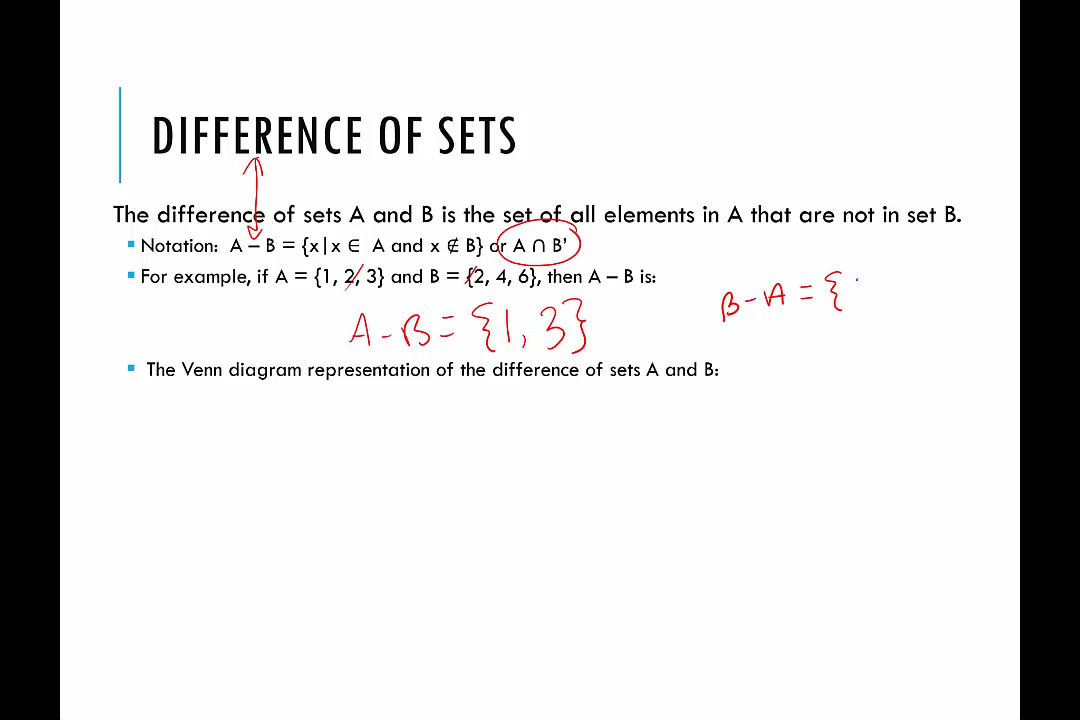 DIFFERENCE OF SETS
The difference of sets A and B is the set of all elements in A that are not in set B.
Notation: A – B = {x|x ∈ A and x ∉ B} or A ∩ B’
For example, if A = {1, 2, 3} and B = {2, 4, 6}, then A – B is:
B - A = {
A - B = {1, 3}
The Venn diagram representation of the difference of sets A and B: